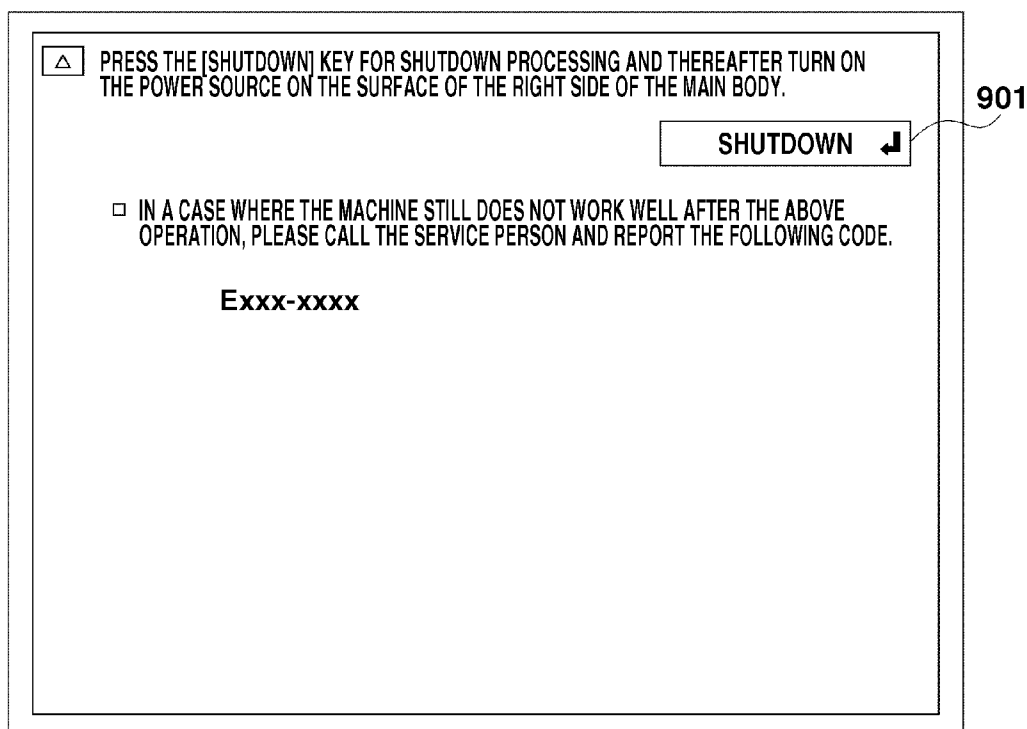 PRESS THE [SHUTDOWN] KEY FOR SHUTDOWN PROCESSING AND THEREAFTER TURN ON
THE POWER SOURCE ON THE SURFACE OF THE RIGHT SIDE OF THE MAIN BODY.
901
SHUTDOWN
IN A CASE WHERE THE MACHINE STILL DOES NOT WORK WELL AFTER THE ABOVE
OPERATION, PLEASE CALL THE SERVICE PERSON AND REPORT THE FOLLOWING CODE.
Exxx-xxxx